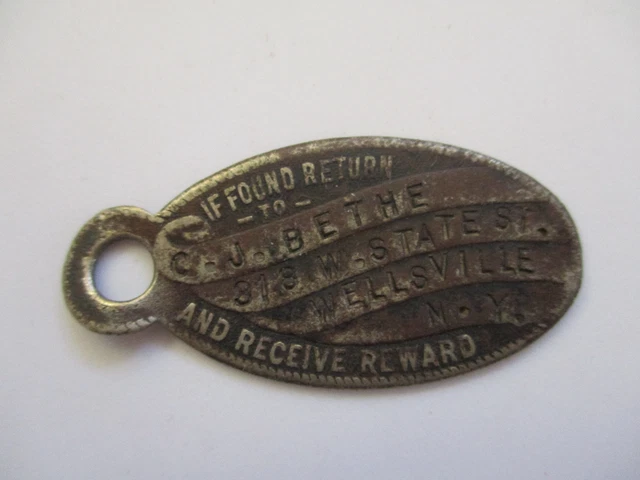 IF FOUND RETURN
- TO -
C. J. BETHE
313 W. STATE ST.
WELLSVILLE
N. Y.
AND RECEIVE REWARD